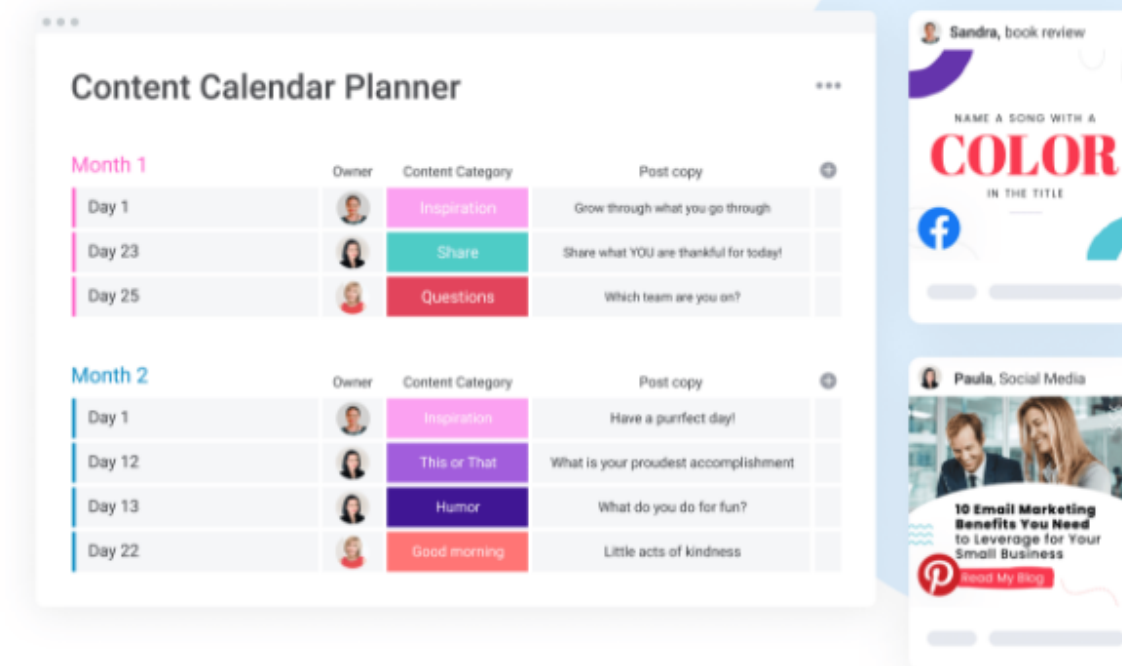 Content Calendar Planner
Month 1
Owner
Content Category
Post copy
Day 1
Inspiration
Grow through what you go through
Day 23
Share
Share what YOU are thankful for today!
Day 25
Questions
Which team are you on?
Month 2
Owner
Content Category
Post copy
Day 1
Inspiration
Have a purrfect day!
Day 12
This or That
What is your proudest accomplishment
Day 13
Humor
What do you do for fun?
Day 22
Good morning
Little acts of kindness
Sandra, book review
NAME A SONG WITH A
COLOR
IN THE TITLE
Paula, Social Media
10 Email Marketing
Benefits You Need
to Leverage for Your
Small Business
Read My Blog